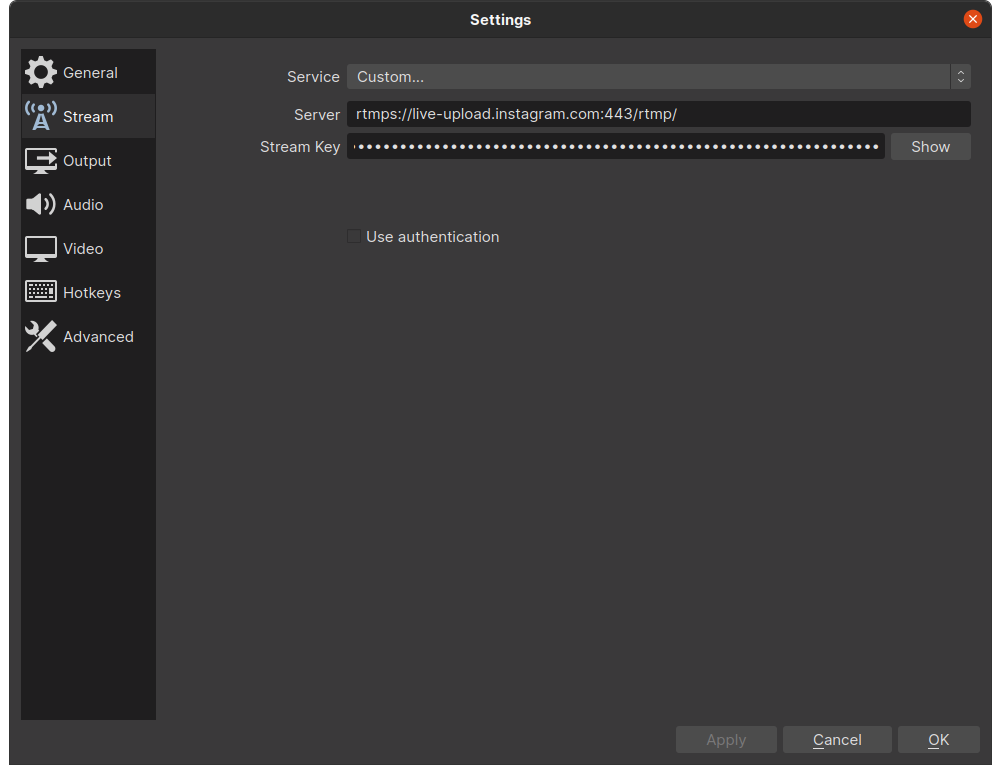 Settings
General
Stream
Output
Audio
Video
Hotkeys
Advanced
Service Custom...
Server rtmps://live-upload.instagram.com:443/rtmp/
Stream Key Show
Use authentication
Apply Cancel OK